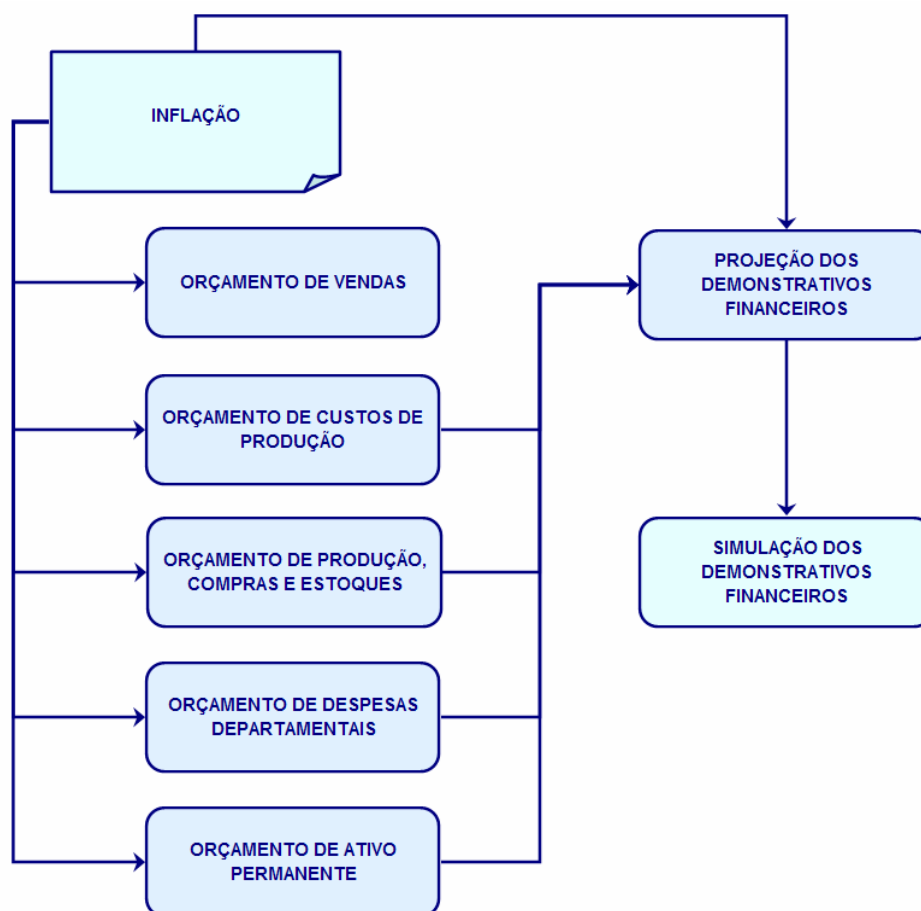 INFLAÇÃO
ORÇAMENTO DE VENDAS
ORÇAMENTO DE CUSTOS DE
PRODUÇÃO
ORÇAMENTO DE PRODUÇÃO,
COMPRAS E ESTOQUES
ORÇAMENTO DE DESPESAS
DEPARTAMENTAIS
ORÇAMENTO DE ATIVO
PERMANENTE
PROJEÇÃO DOS
DEMONSTRATIVOS
FINANCEIROS
SIMULAÇÃO DOS
DEMONSTRATIVOS
FINANCEIROS